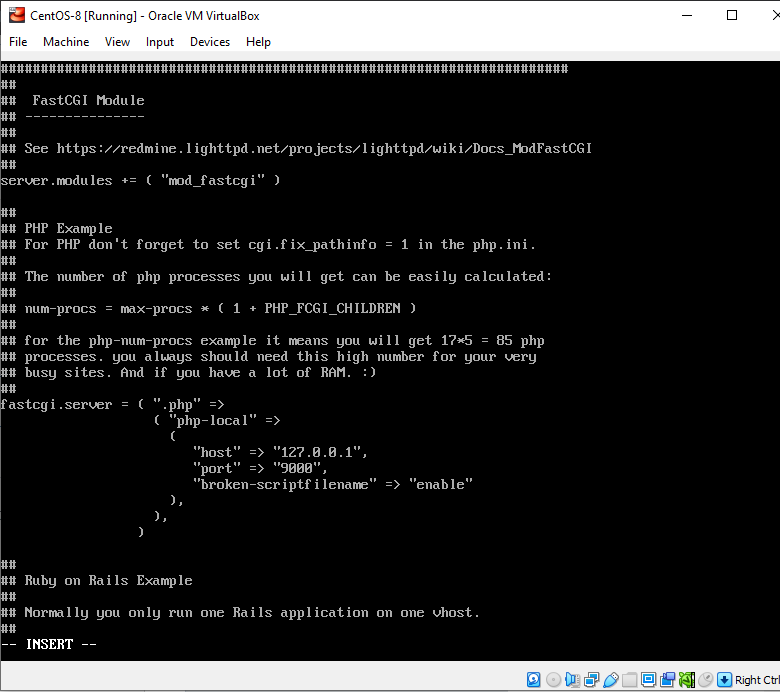 CentOS-8 [Running] - Oracle VM VirtualBox
File Machine View Input Devices Help
#######################################################################
##
##  FastCGI Module
## ---------------
##
## See https://redmine.lighttpd.net/projects/lighttpd/wiki/Docs_ModFastCGI
##
server.modules += ( "mod_fastcgi" )
##
## PHP Example
## For PHP don't forget to set cgi.fix_pathinfo = 1 in the php.ini.
##
## The number of php processes you will get can be easily calculated:
##
## num-procs = max-procs * ( 1 + PHP_FCGI_CHILDREN )
##
## for the php-num-procs example it means you will get 17*5 = 85 php
## processes. you always should need this high number for your very
## busy sites. And if you have a lot of RAM. :)
##
fastcgi.server = ( ".php" =>
                   ( "php-local" =>
                     (
                        "host" => "127.0.0.1",
                        "port" => "9000",
                        "broken-scriptfilename" => "enable"
                     ),
                   ),
                 )
##
## Ruby on Rails Example
##
## Normally you only run one Rails application on one vhost.
##
-- INSERT --
Right Ctrl